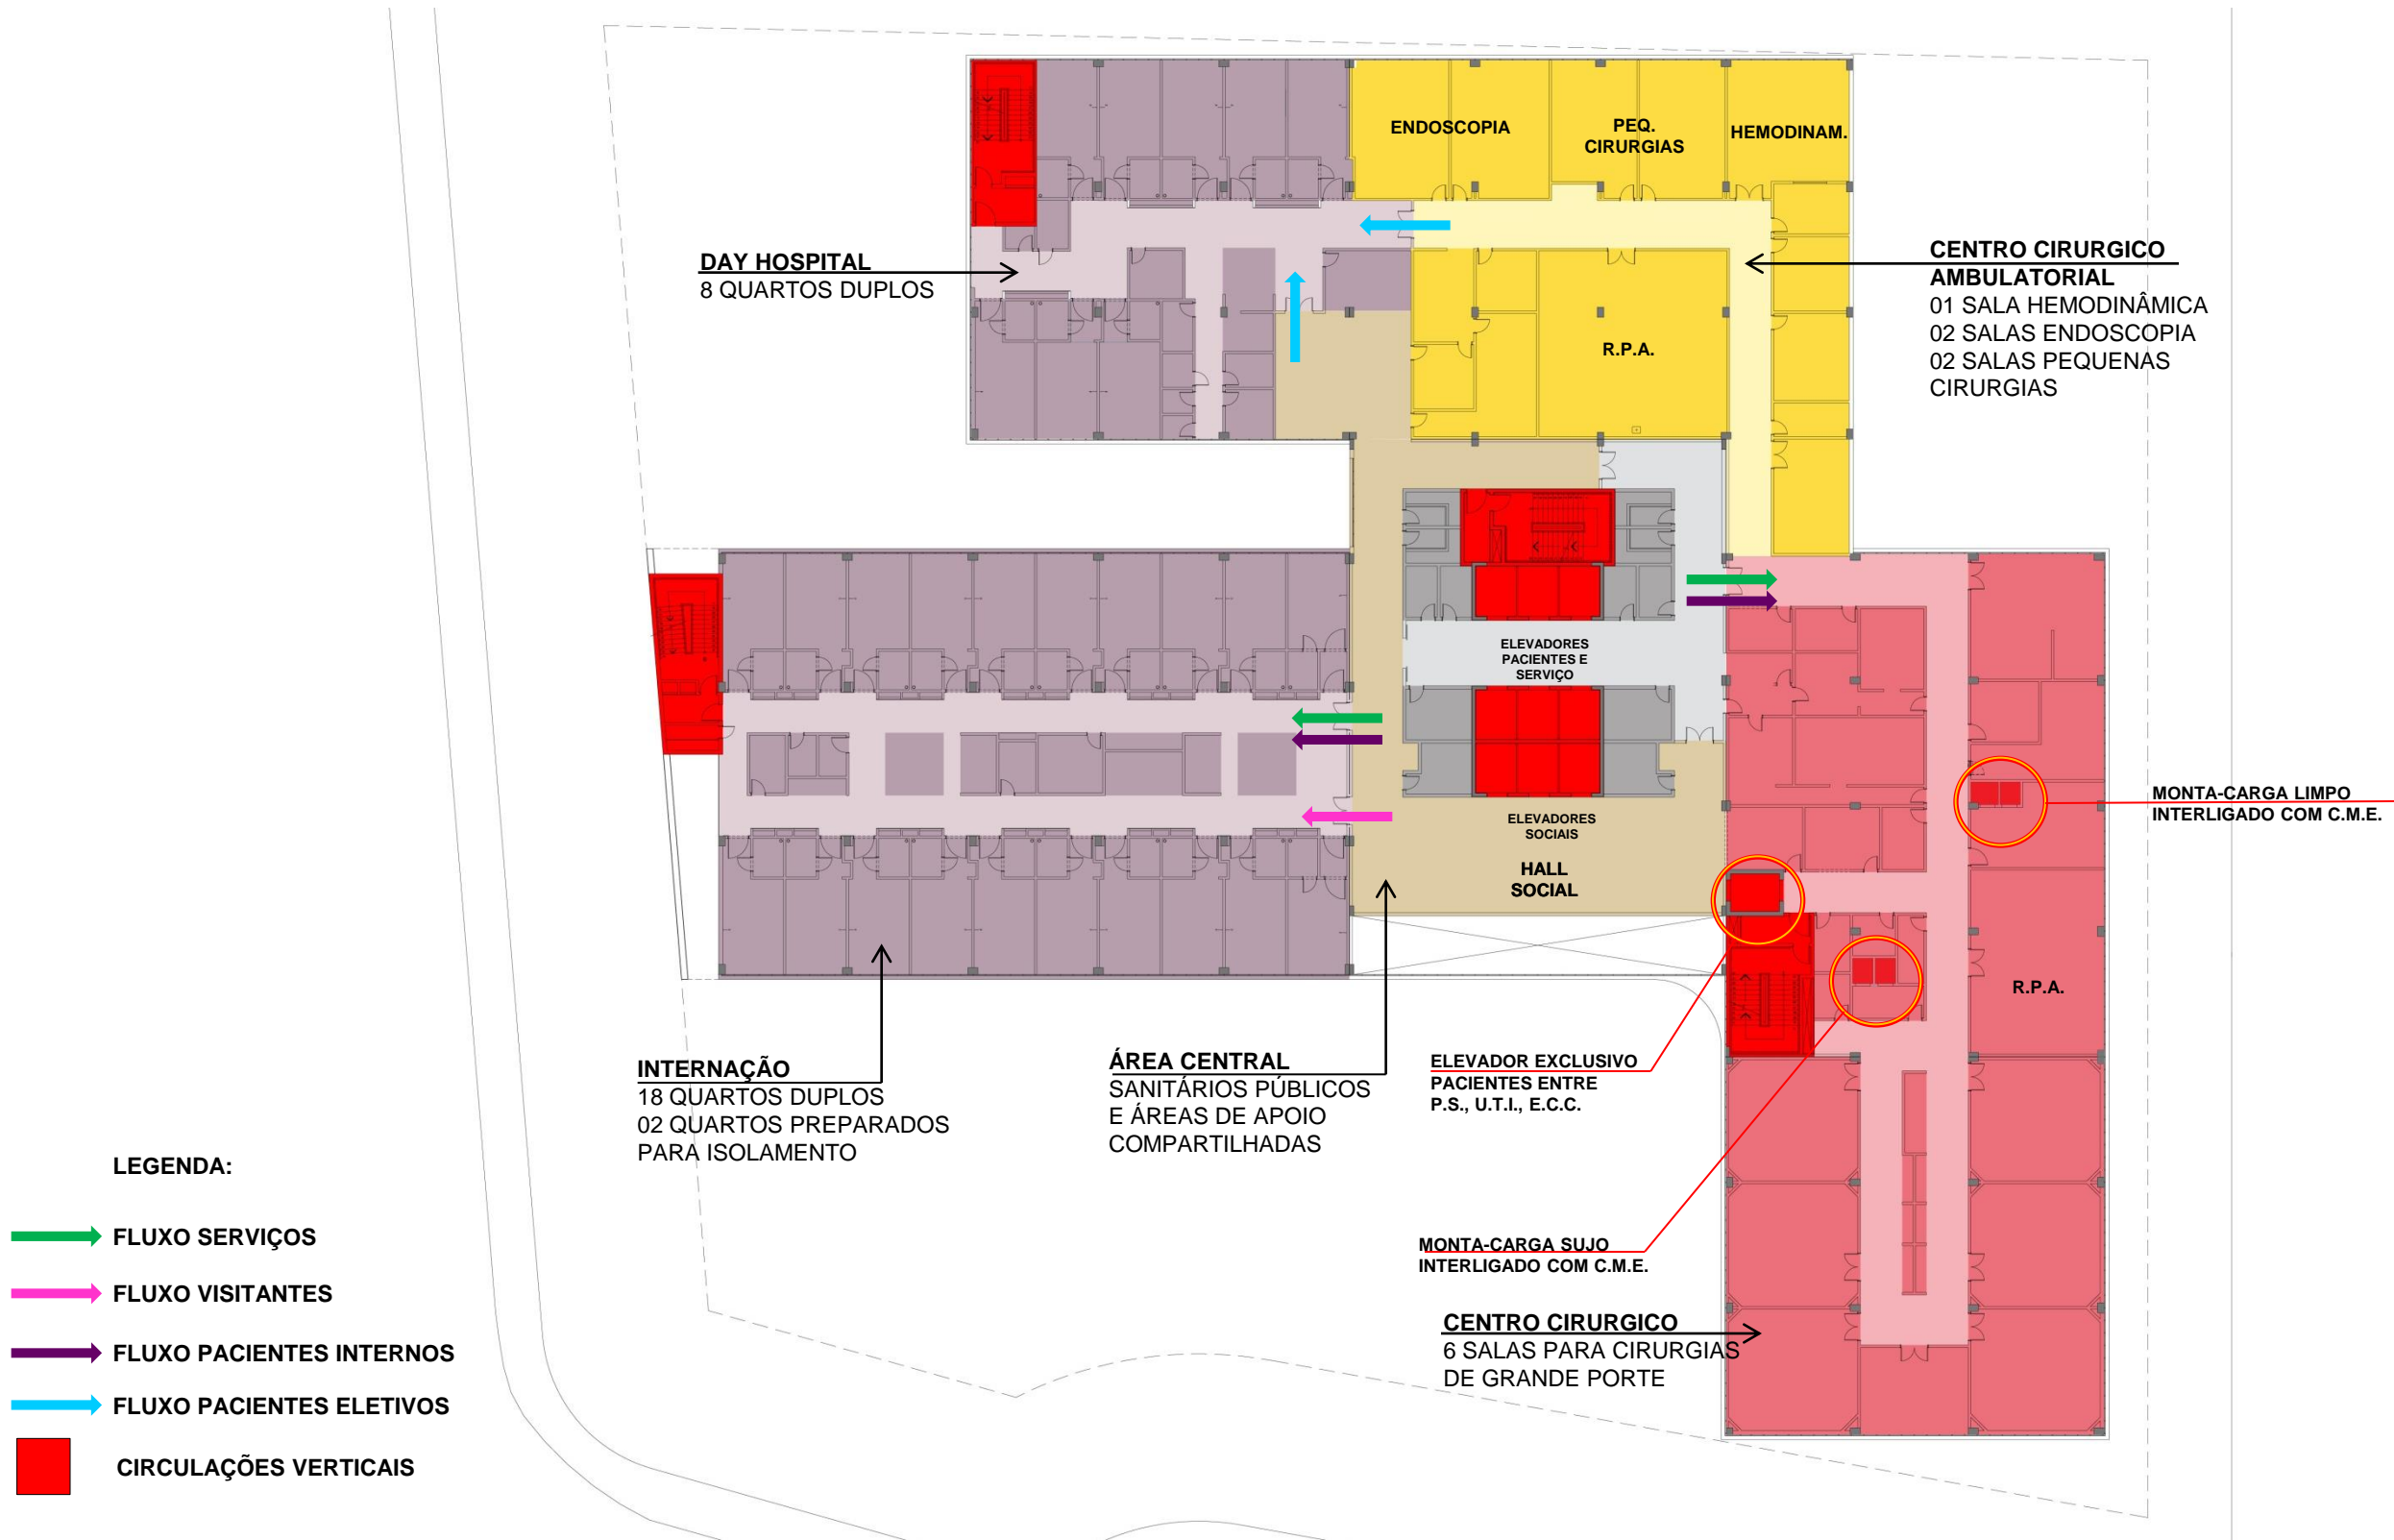 ENDOSCOPIA
PEQ.
CIRURGIAS
HEMODINAM.
DAY HOSPITAL
8 QUARTOS DUPLOS
CENTRO CIRURGICO
AMBULATORIAL
01 SALA HEMODINÂMICA
02 SALAS ENDOSCOPIA
02 SALAS PEQUENAS
CIRURGIAS
R.P.A.
ELEVADORES
PACIENTES E
SERVIÇO
ELEVADORES
SOCIAIS
HALL
SOCIAL
MONTA-CARGA LIMPO
INTERLIGADO COM C.M.E.
R.P.A.
INTERNAÇÃO
18 QUARTOS DUPLOS
02 QUARTOS PREPARADOS
PARA ISOLAMENTO
ÁREA CENTRAL
SANITÁRIOS PÚBLICOS
E ÁREAS DE APOIO
COMPARTILHADAS
ELEVADOR EXCLUSIVO
PACIENTES ENTRE
P.S., U.T.I., E.C.C.
MONTA-CARGA SUJO
INTERLIGADO COM C.M.E.
CENTRO CIRURGICO
6 SALAS PARA CIRURGIAS
DE GRANDE PORTE
LEGENDA:
FLUXO SERVIÇOS
FLUXO VISITANTES
FLUXO PACIENTES INTERNOS
FLUXO PACIENTES ELETIVOS
CIRCULAÇÕES VERTICAIS